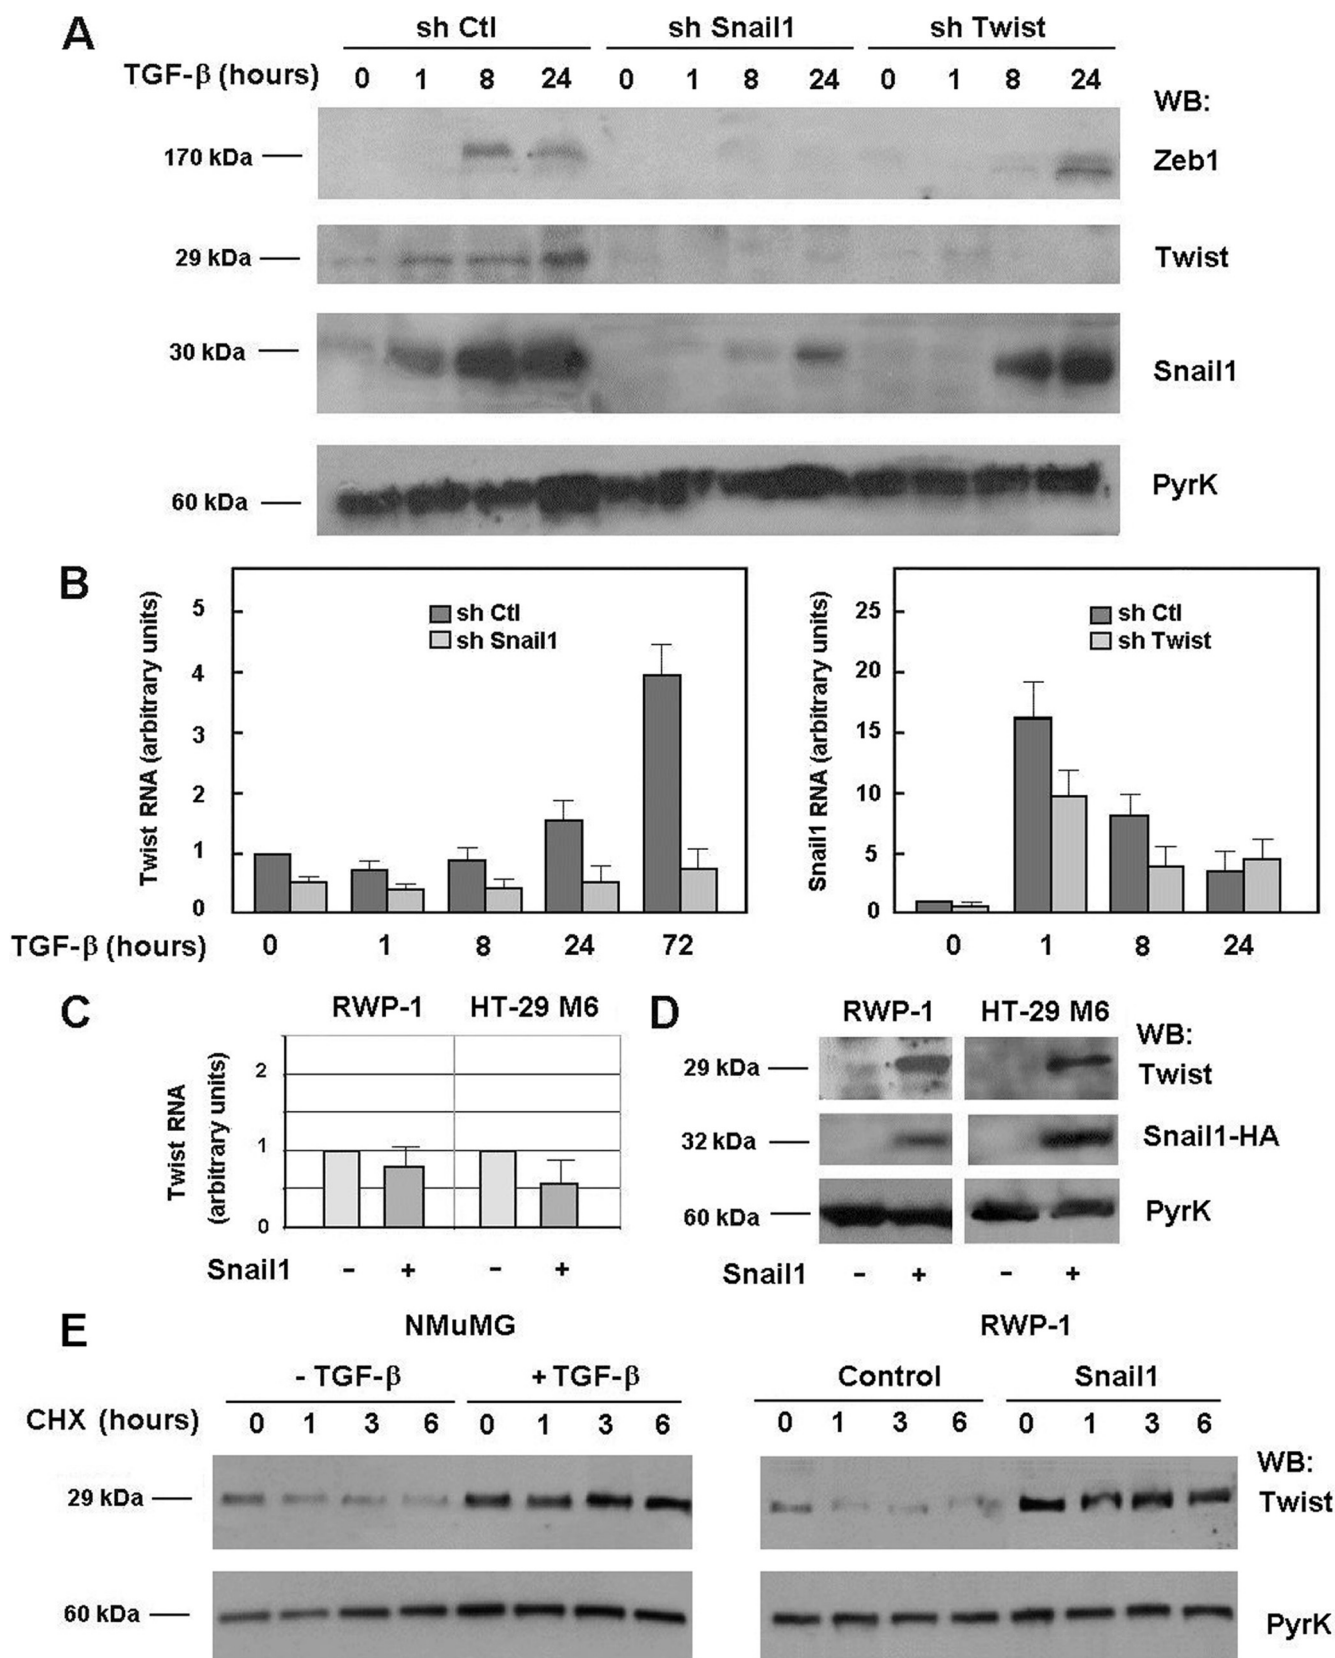 A
sh Ctl sh Snail1 sh Twist
TGF-β (hours) 0 1 8 24 0 1 8 24 0 1 8 24
WB:
170 kDa Zeb1
29 kDa Twist
30 kDa Snail1
60 kDa PyrK
B
Twist RNA (arbitrary units)
5
4
3
2
1
0
sh Ctl
sh Snail1
Snail1 RNA (arbitrary units)
25
20
15
10
5
0
sh Ctl
sh Twist
TGF-β (hours) 0 1 8 24 72 0 1 8 24
C
RWP-1 HT-29 M6
Twist RNA
(arbitrary units)
2
1
0
Snail1 - + - +
D
RWP-1 HT-29 M6
WB:
29 kDa Twist
32 kDa Snail1-HA
60 kDa PyrK
Snail1 - + - +
E
NMuMG RWP-1
- TGF-β + TGF-β Control Snail1
CHX (hours) 0 1 3 6 0 1 3 6 0 1 3 6 0 1 3 6
WB:
29 kDa Twist
60 kDa PyrK